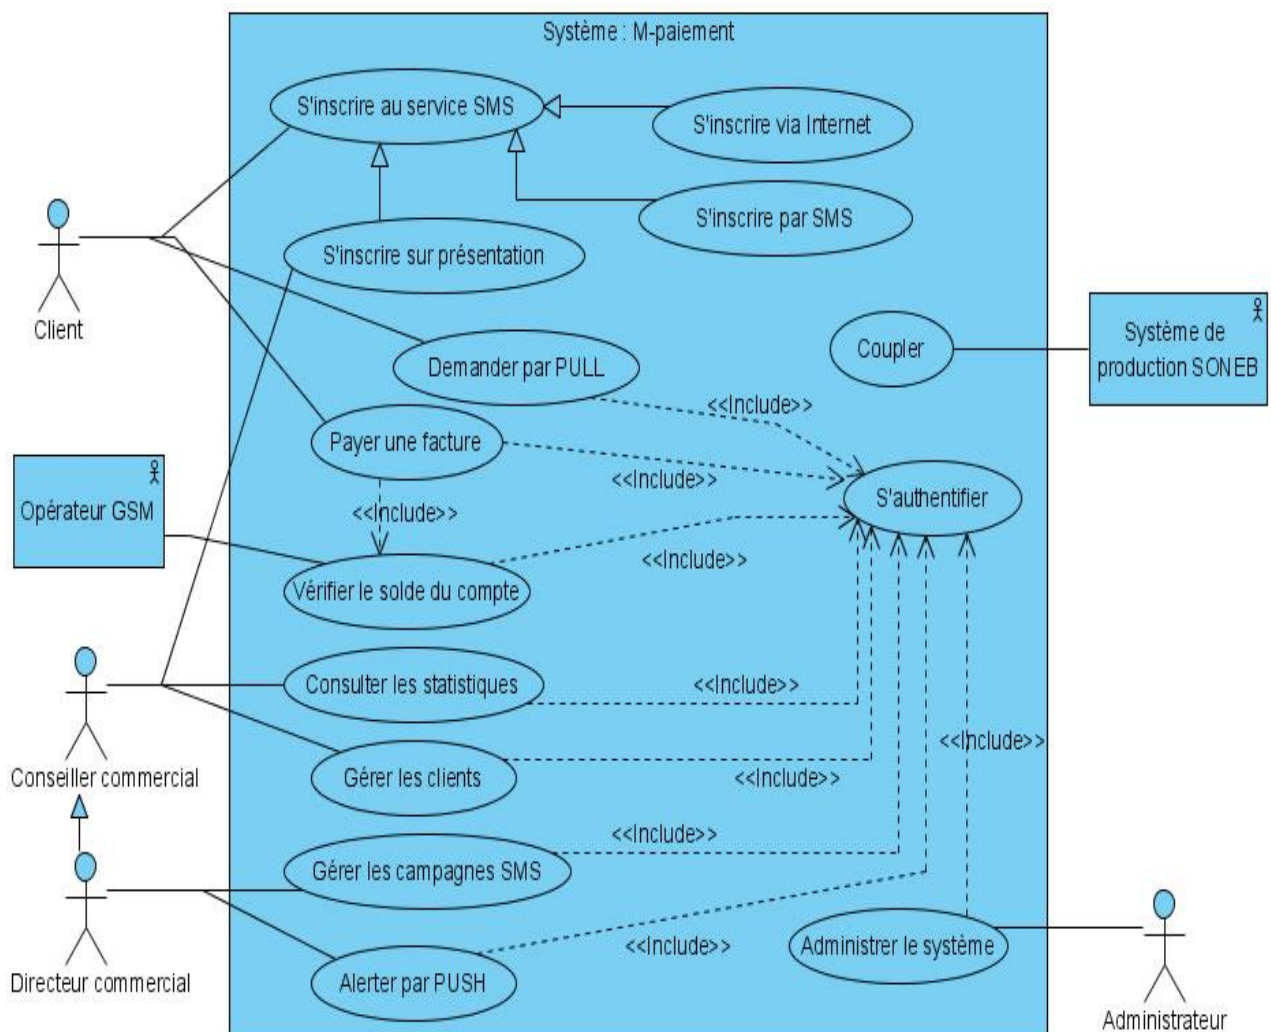 Système : M-paiement
S'inscrire au service SMS
S'inscrire via Internet
S'inscrire par SMS
S'inscrire sur présentation
Client
Coupler
Système de
production SONEB
Demander par PULL
<<Include>>
Payer une facture
<<Include>>
S'authentifier
Opérateur GSM
<<Include>>
<<Include>>
Vérifier le solde du compte
Consulter les statistiques
<<Include>>
<<Include>>
Conseiller commercial
Gérer les clients
<<Include>>
<<Include>>
Gérer les campagnes SMS
<<Include>>
Administrer le système
Directeur commercial
Alerter par PUSH
Administrateur